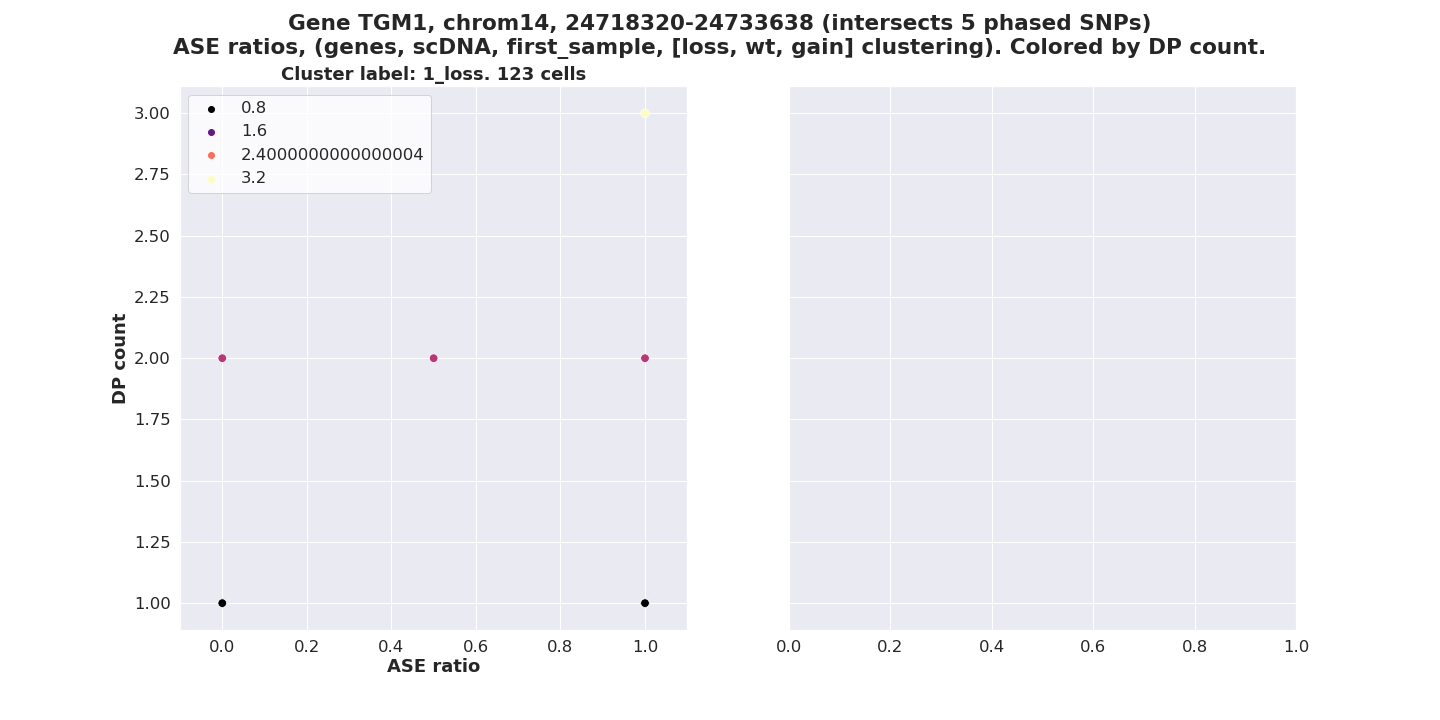 Gene TGM1, chrom14, 24718320-24733638 (intersects 5 phased SNPs)
ASE ratios, (genes, scDNA, first_sample, [loss, wt, gain] clustering). Colored by DP count.
Cluster label: 1_loss. 123 cells
0.8
1.6
2.4000000000000004
3.2
3.00
2.75
2.50
2.25
2.00
1.75
1.50
1.25
1.00
DP count
0.0 0.2 0.4 0.6 0.8 1.0
ASE ratio
0.0 0.2 0.4 0.6 0.8 1.0